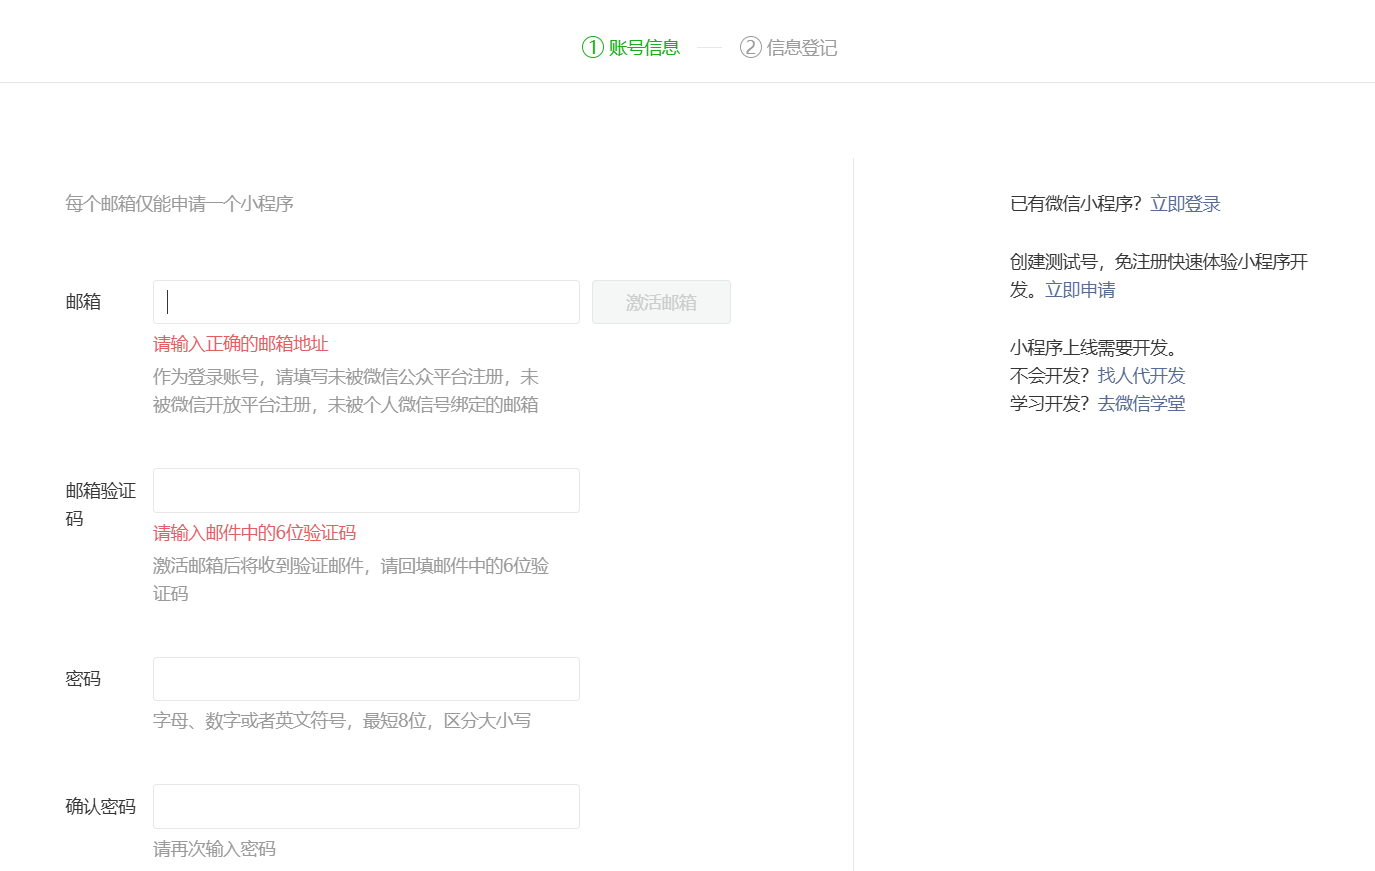 ① 账号信息 ② 信息登记
每个邮箱仅能申请一个小程序
邮箱
激活邮箱
请输入正确的邮箱地址
作为登录账号，请填写未被微信公众平台注册，未
被微信开放平台注册，未被个人微信号绑定的邮箱
邮箱验证
码
请输入邮件中的6位验证码
激活邮箱后将收到验证邮件，请回填邮件中的6位验
证码
密码
字母、数字或者英文符号，最短8位，区分大小写
确认密码
请再次输入密码
已有微信小程序？立即登录
创建测试号，免注册快速体验小程序开
发。立即申请
小程序上线需要开发。
不会开发？找人代开发
学习开发？去微信学堂